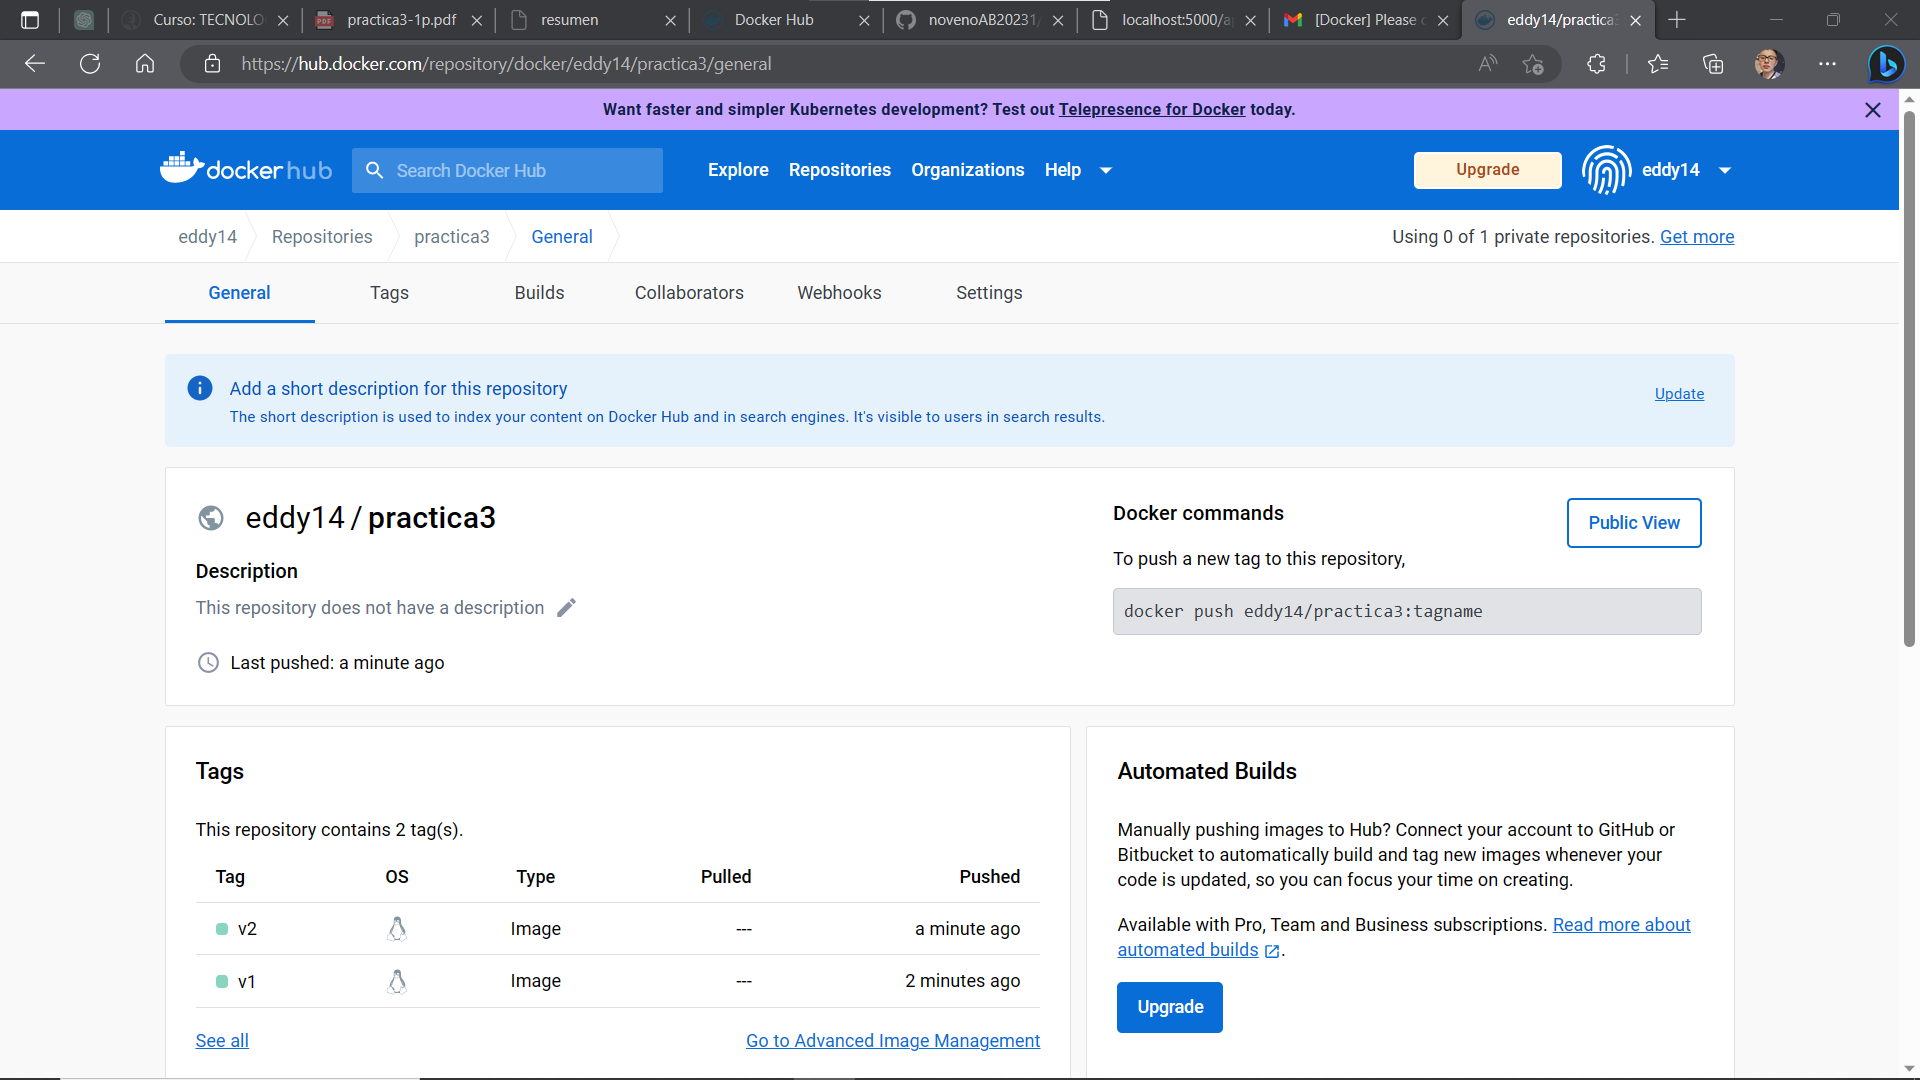 Curso: TECNOLO
practica3-1p.pdf
resumen
Docker Hub
novenoAB20231/
localhost:5000/a
[Docker] Please c
eddy14/practica3
https://hub.docker.com/repository/docker/eddy14/practica3/general
Want faster and simpler Kubernetes development? Test out Telepresence for Docker today.
docker hub
Search Docker Hub
Explore
Repositories
Organizations
Help
Upgrade
eddy14
eddy14
Repositories
practica3
General
Using 0 of 1 private repositories. Get more
General
Tags
Builds
Collaborators
Webhooks
Settings
Add a short description for this repository
The short description is used to index your content on Docker Hub and in search engines. It's visible to users in search results.
Update
eddy14 / practica3
Description
This repository does not have a description
Last pushed: a minute ago
Docker commands
Public View
To push a new tag to this repository,
docker push eddy14/practica3:tagname
Tags
This repository contains 2 tag(s).
Tag OS Type Pulled Pushed
v2 Image --- a minute ago
v1 Image --- 2 minutes ago
See all
Go to Advanced Image Management
Automated Builds
Manually pushing images to Hub? Connect your account to GitHub or
Bitbucket to automatically build and tag new images whenever your
code is updated, so you can focus your time on creating.
Available with Pro, Team and Business subscriptions. Read more about
automated builds .
Upgrade